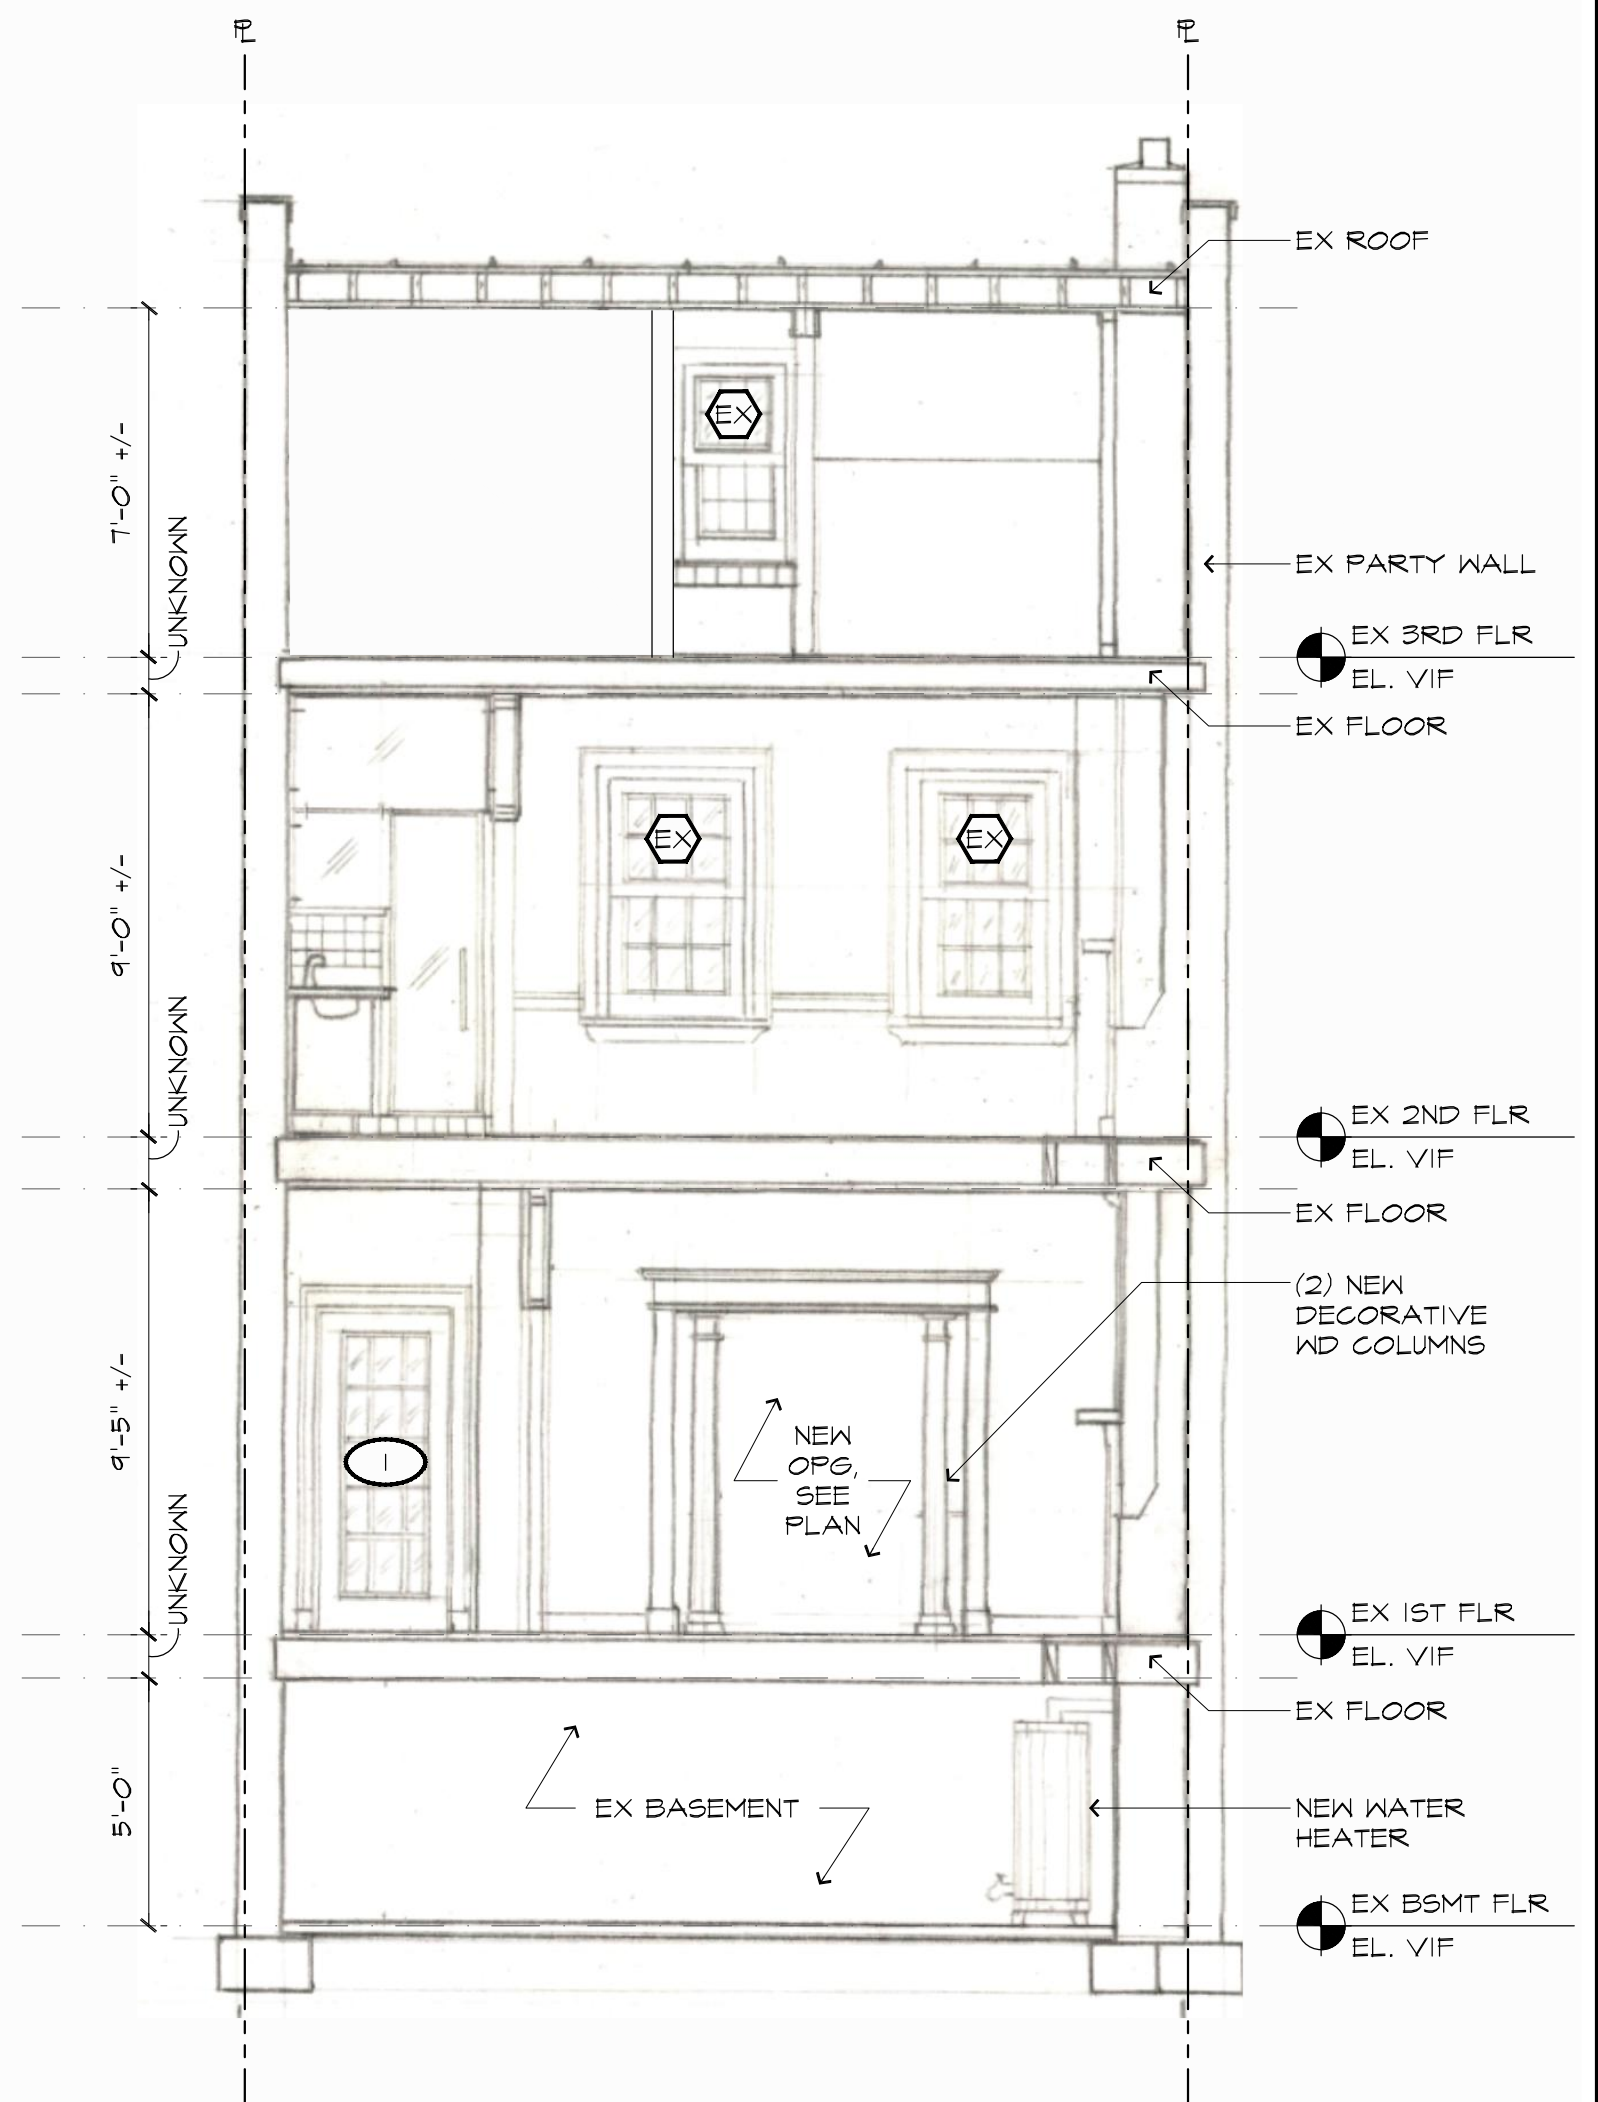 PL
PL
EX ROOF
7'-0" +/-
UNKNOWN
EX
EX PARTY WALL
EX 3RD FLR
EL. VIF
EX FLOOR
9'-0" +/-
UNKNOWN
EX
EX
EX 2ND FLR
EL. VIF
EX FLOOR
(2) NEW
DECORATIVE
WD COLUMNS
9'-5" +/-
UNKNOWN
1
NEW
OPG,
SEE
PLAN
EX 1ST FLR
EL. VIF
EX FLOOR
5'-0"
EX BASEMENT
NEW WATER
HEATER
EX BSMT FLR
EL. VIF